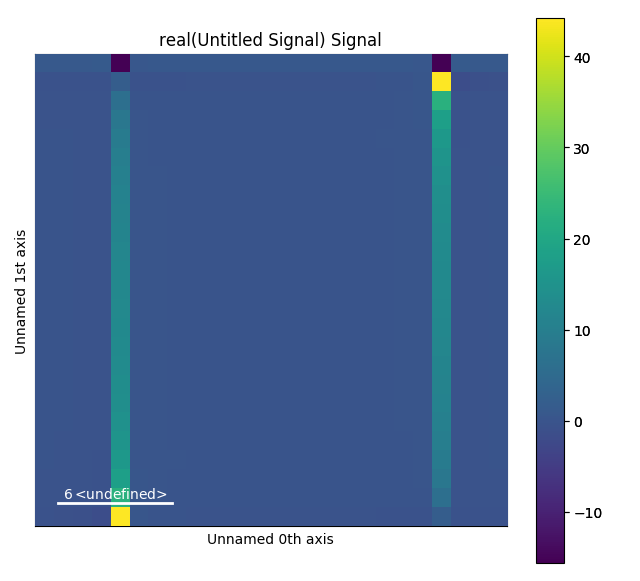 real(Untitled Signal) Signal
40
30
20
10
0
−10
Unnamed 1st axis
6 <undefined>
Unnamed 0th axis